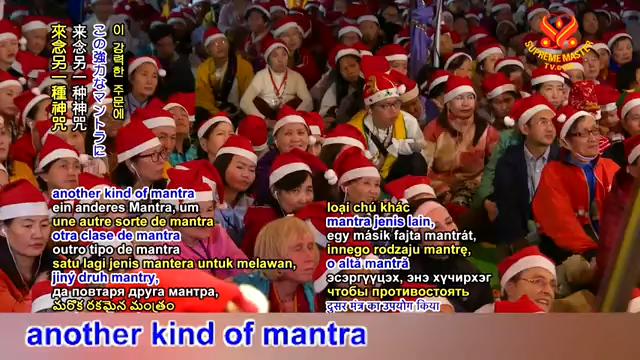 이 강력한 주문에
この強力なマントラに
来念另一种神咒
來念另一種神咒
SUPREME MASTER
TV.com
another kind of mantra
ein anderes Mantra, um
une autre sorte de mantra
otra clase de mantra
outro tipo de mantra
satu lagi jenis mantera untuk melawan,
jiný druh mantry,
да повтаря друга мантра,
మరొక రకమైన మంత్రం
loại chú khác
mantra jenis lain,
egy másik fajta mantrát,
innego rodzaju mantrę,
o altă mantră
эсэргүүцэх, энэ хүчирхэг
чтобы противостоять
दुसर मंत्र का उपयोग किया
another kind of mantra